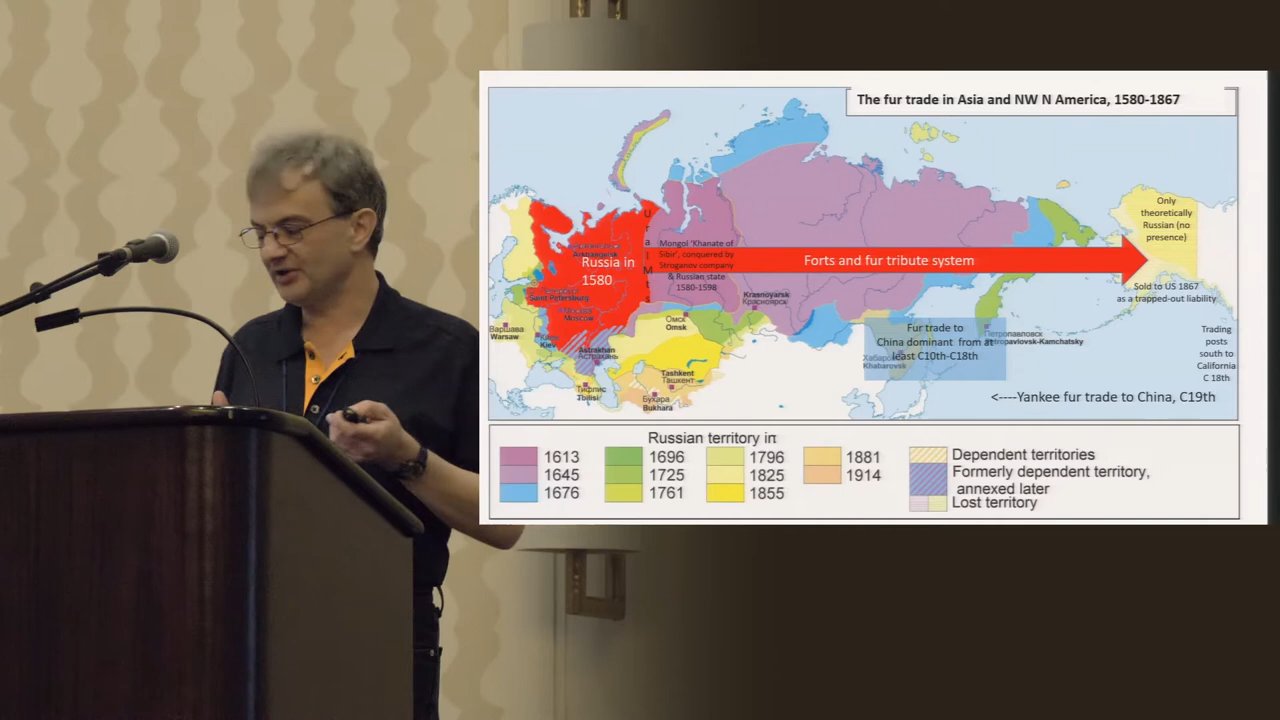 The fur trade in Asia and NW N America, 1580-1867
Only
theoretically
Russian (no
presence)
U
r
a
l
M
t
s
Mongol 'Khanate of
Sibir', conquered by
Stroganov company
& Russian state
1580-1598
Russia in
1580
Forts and fur tribute system
Sold to US 1867
as a trapped-out liability
Saint Petersburg
Moscow
Красноярск
Krasnoyarsk
Омск
Omsk
Варшава
Warsaw
Kiev
Astrakhan
Астрахань
Fur trade to
China dominant from at
least C10th-C18th
Khabarovsk
Петропавловск-Камчатский
Trading
posts
south to
California
C 18th
Tashkent
Ташкент
Тифлис
Tbilisi
Бухара
Bukhara
<----Yankee fur trade to China, C19th
Russian territory in
1613
1645
1676
1696
1725
1761
1796
1825
1855
1881
1914
Dependent territories
Formerly dependent territory,
annexed later
Lost territory